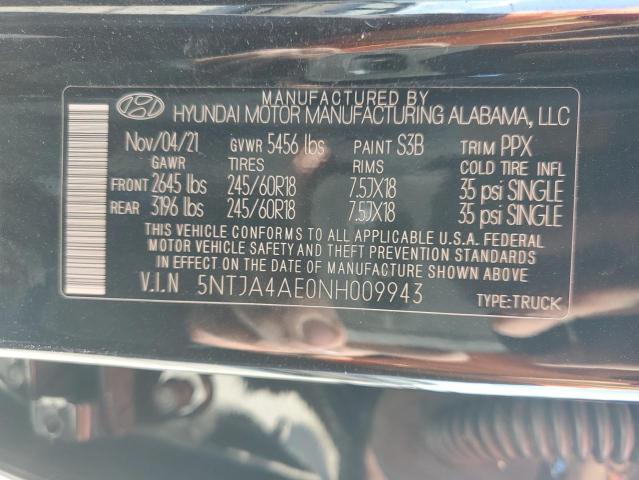 MANUFACTURED BY
HYUNDAI MOTOR MANUFACTURING ALABAMA, LLC
Nov/04/21 GVWR 5456 lbs PAINT S3B TRIM PPX
GAWR TIRES RIMS COLD TIRE INFL
FRONT 2645 lbs 245/60R18 7.5JX18 35 psi SINGLE
REAR 3196 lbs 245/60R18 7.5JX18 35 psi SINGLE
THIS VEHICLE CONFORMS TO ALL APPLICABLE U.S.A. FEDERAL
MOTOR VEHICLE SAFETY AND THEFT PREVENTION STANDARDS
IN EFFECT ON THE DATE OF MANUFACTURE SHOWN ABOVE
V.I.N 5NTJA4AE0NH009943 TYPE:TRUCK